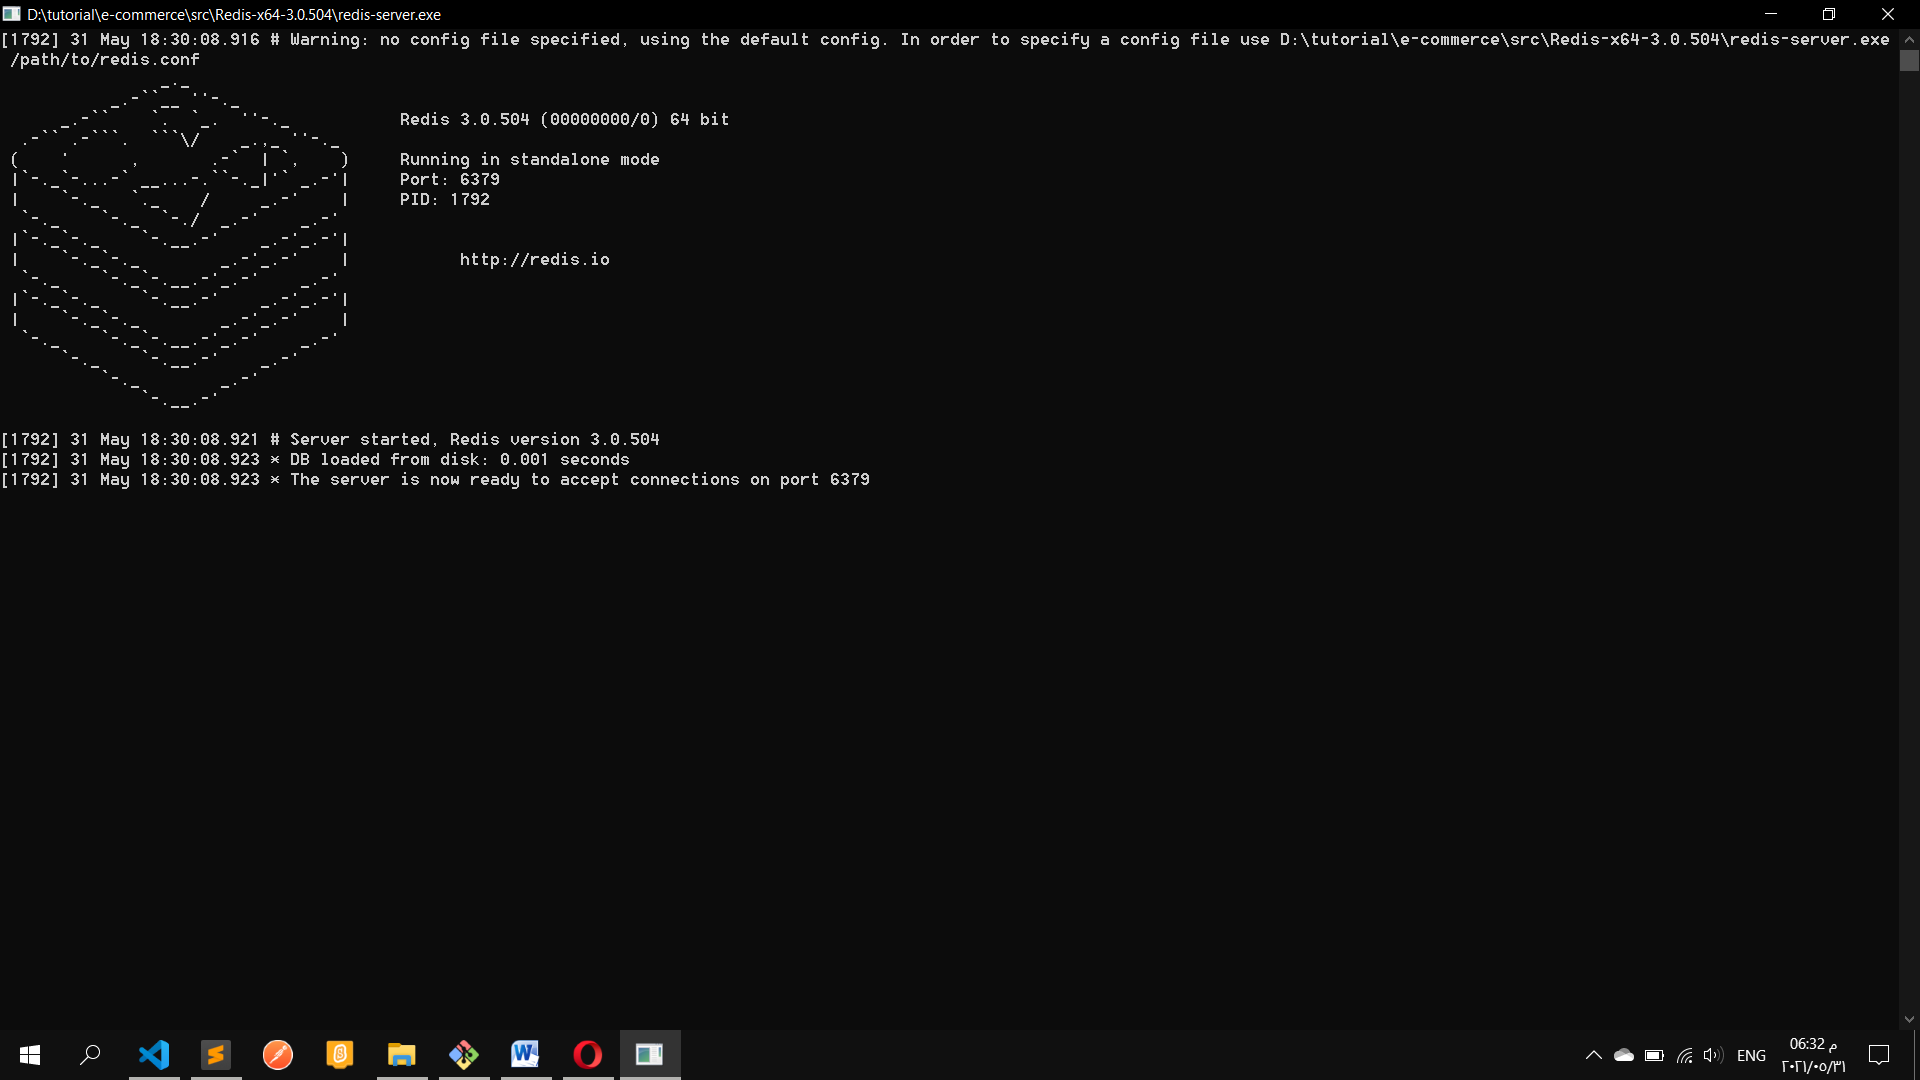 D:\tutorial\e-commerce\src\Redis-x64-3.0.504\redis-server.exe
[1792] 31 May 18:30:08.916 # Warning: no config file specified, using the default config. In order to specify a config file use D:\tutorial\e-commerce\src\Redis-x64-3.0.504\redis-server.exe
/path/to/redis.conf
Redis 3.0.504 (00000000/0) 64 bit
Running in standalone mode
Port: 6379
PID: 1792
http://redis.io
[1792] 31 May 18:30:08.921 # Server started, Redis version 3.0.504
[1792] 31 May 18:30:08.923 * DB loaded from disk: 0.001 seconds
[1792] 31 May 18:30:08.923 * The server is now ready to accept connections on port 6379
ENG
06:32 م
٢٠٢١/٠٥/٣١